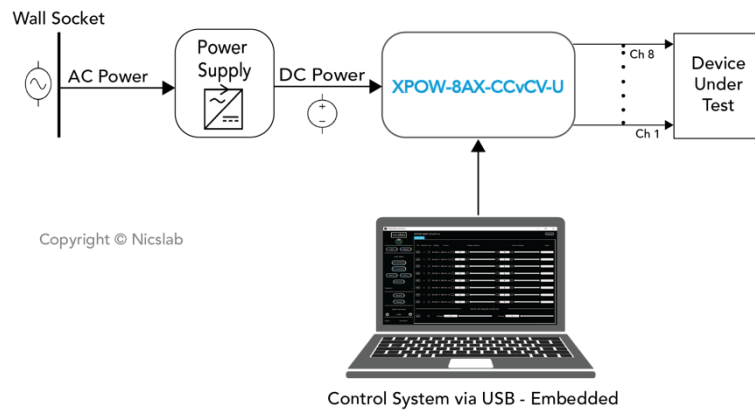 Wall Socket
AC Power
Power
Supply
DC Power
+
-
XPOW-8AX-CCvCV-U
Ch 8
Ch 1
Device
Under
Test
Copyright © Nicslab
Control System via USB - Embedded